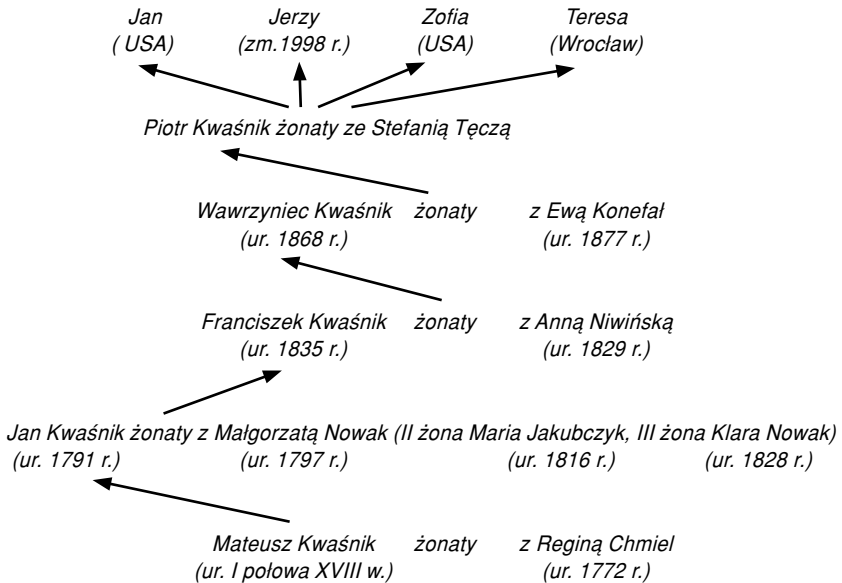 Jan Jerzy Zofia Teresa
( USA) (zm.1998 r.) (USA) (Wrocław)
Piotr Kwaśnik żonaty ze Stefanią Tęczą
Wawrzyniec Kwaśnik żonaty z Ewą Konefał
(ur. 1868 r.) (ur. 1877 r.)
Franciszek Kwaśnik żonaty z Anną Niwińską
(ur. 1835 r.) (ur. 1829 r.)
Jan Kwaśnik żonaty z Małgorzatą Nowak (II żona Maria Jakubczyk, III żona Klara Nowak)
(ur. 1791 r.) (ur. 1797 r.) (ur. 1816 r.) (ur. 1828 r.)
Mateusz Kwaśnik żonaty z Reginą Chmiel
(ur. I połowa XVIII w.) (ur. 1772 r.)